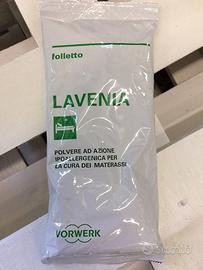 folletto
LAVENIA
POLVERE AD AZIONE
IPOALLERGENICA PER
LA CURA DEI MATERASSI
VORWERK